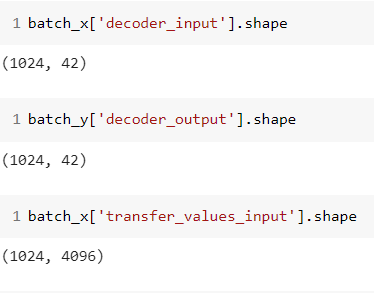 1 batch_x['decoder_input'].shape
(1024, 42)
1 batch_y['decoder_output'].shape
(1024, 42)
1 batch_x['transfer_values_input'].shape
(1024, 4096)